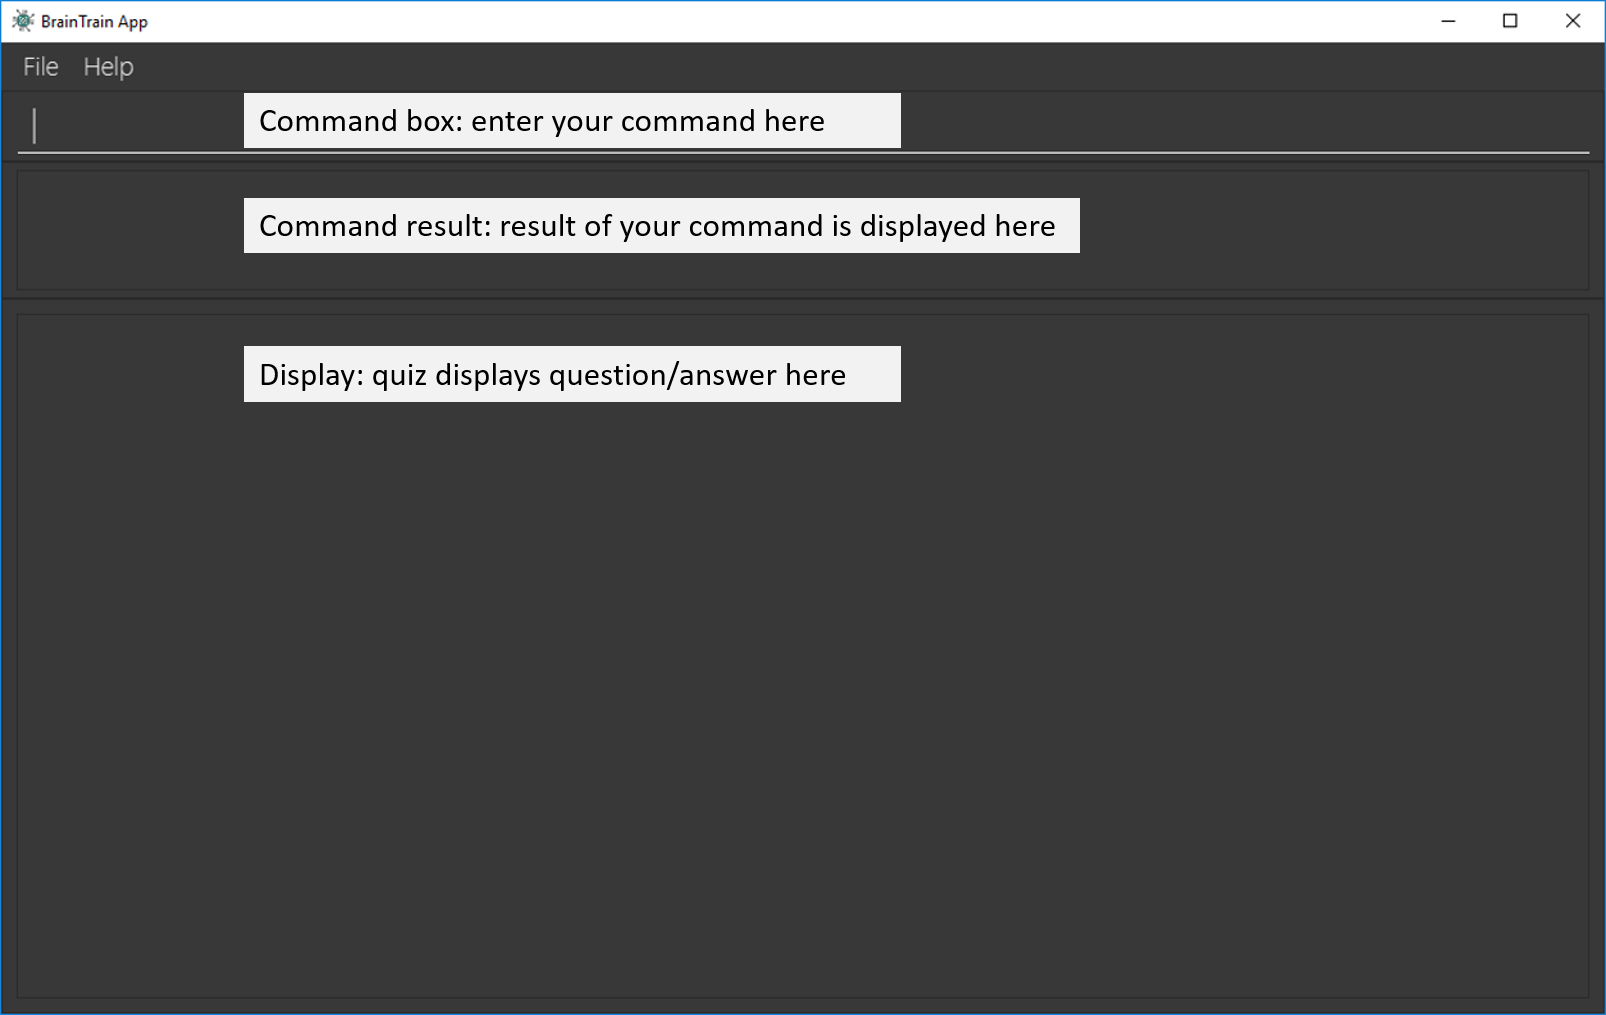 BrainTrain App
File Help
Command box: enter your command here
Command result: result of your command is displayed here
Display: quiz displays question/answer here